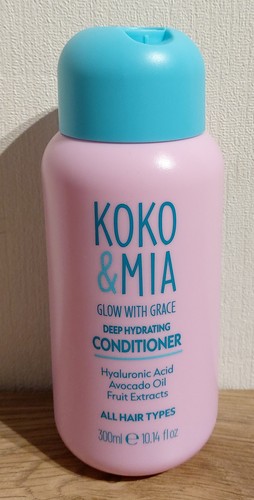 KOKO
&MIA
GLOW WITH GRACE
DEEP HYDRATING
CONDITIONER
Hyaluronic Acid
Avocado Oil
Fruit Extracts
ALL HAIR TYPES
300ml ℮ 10.14 fl oz